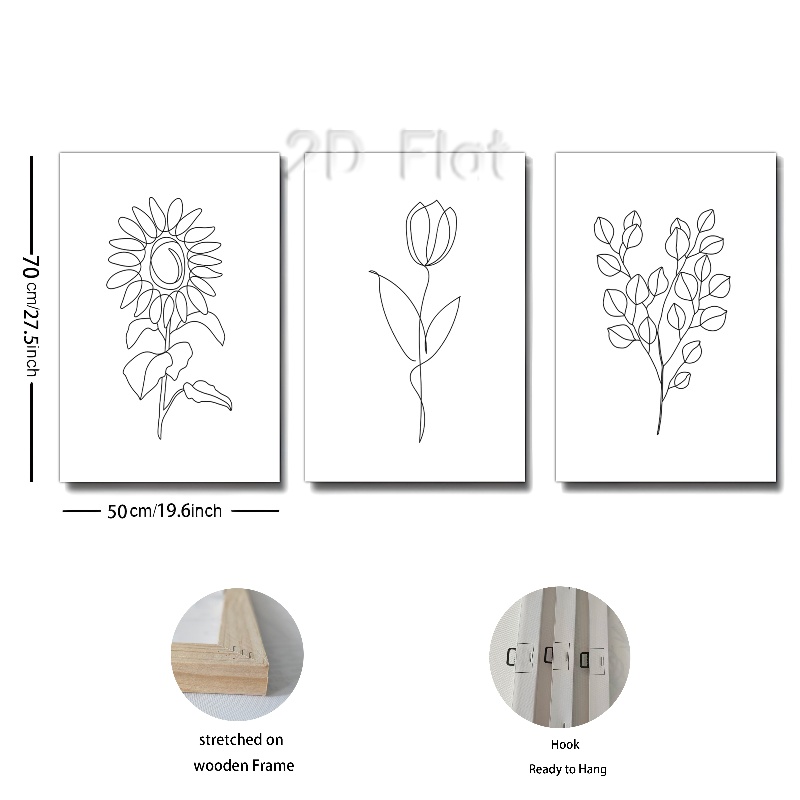 2D Flat
70 cm/27.5inch
50cm/19.6inch
stretched on
wooden Frame
Hook
Ready to Hang